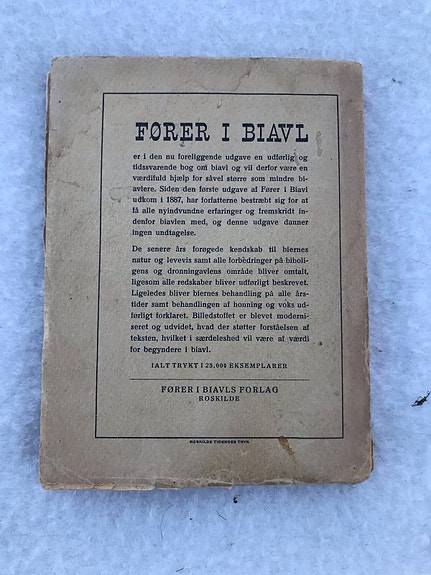 FØRER I BIAVL
er i den nu foreliggende udgave en udførlig og
tidssvarende bog om biavl og vil derfor være en
værdifuld hjælp for såvel større som mindre bi-
avlere. Siden den første udgave af Fører i Biavl
udkom i 1887, har forfatterne bestræbt sig for at
få alle nyindvundne erfaringer og fremskridt in-
denfor biavlen med, og denne udgave danner
ingen undtagelse.
De senere års forøgede kendskab til biernes
natur og levevis samt alle forbedringer på biboli-
gens og dronningavlens område bliver omtalt,
ligesom alle redskaber bliver udførligt beskrevet.
Ligeledes bliver biernes behandling på alle års-
tider samt behandlingen af honning og voks ud-
førligt forklaret. Billedstoffet er blevet moderni-
seret og udvidet, hvad der støtter forståelsen af
teksten, hvilket i særdeleshed vil være af værdi
for begyndere i biavl.
IALT TRYKT I 25,000 EKSEMPLARER
FØRER I BIAVLS FORLAG
ROSKILDE
ROSKILDE TIDENDES TRYK